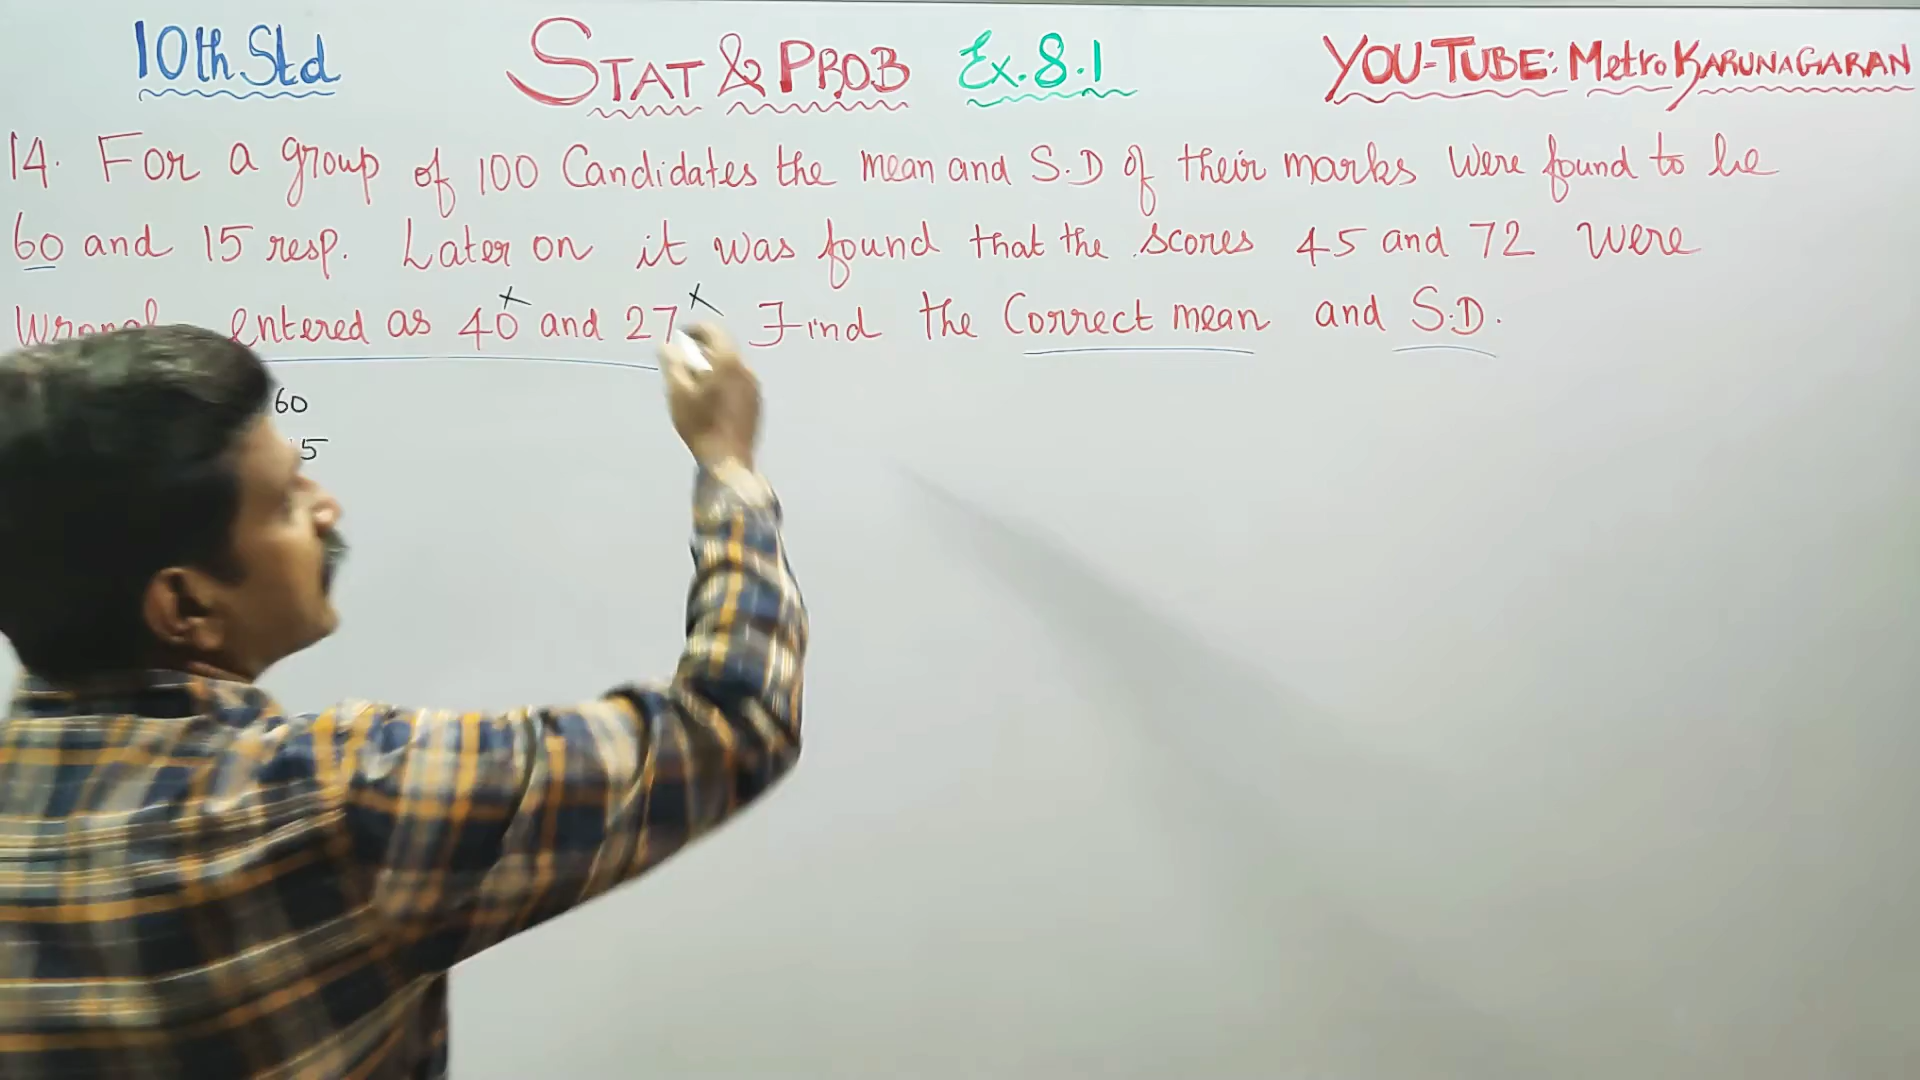 10th Std STAT & PROB Ex. 8.1 YOU-TUBE: Metro KARUNAGARAN
14. For a group of 100 Candidates the mean and S.D of their marks were found to be
60 and 15 resp. Later on it was found that the scores 45 and 72 were
entered as 40 and 27 Find the Correct mean and S.D.
60
5